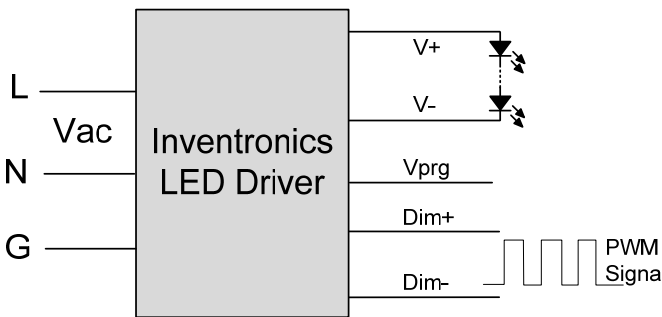 L
Vac
N
G
Inventronics
LED Driver
V+
V-
Vprg
Dim+
Dim-
PWM
Signa